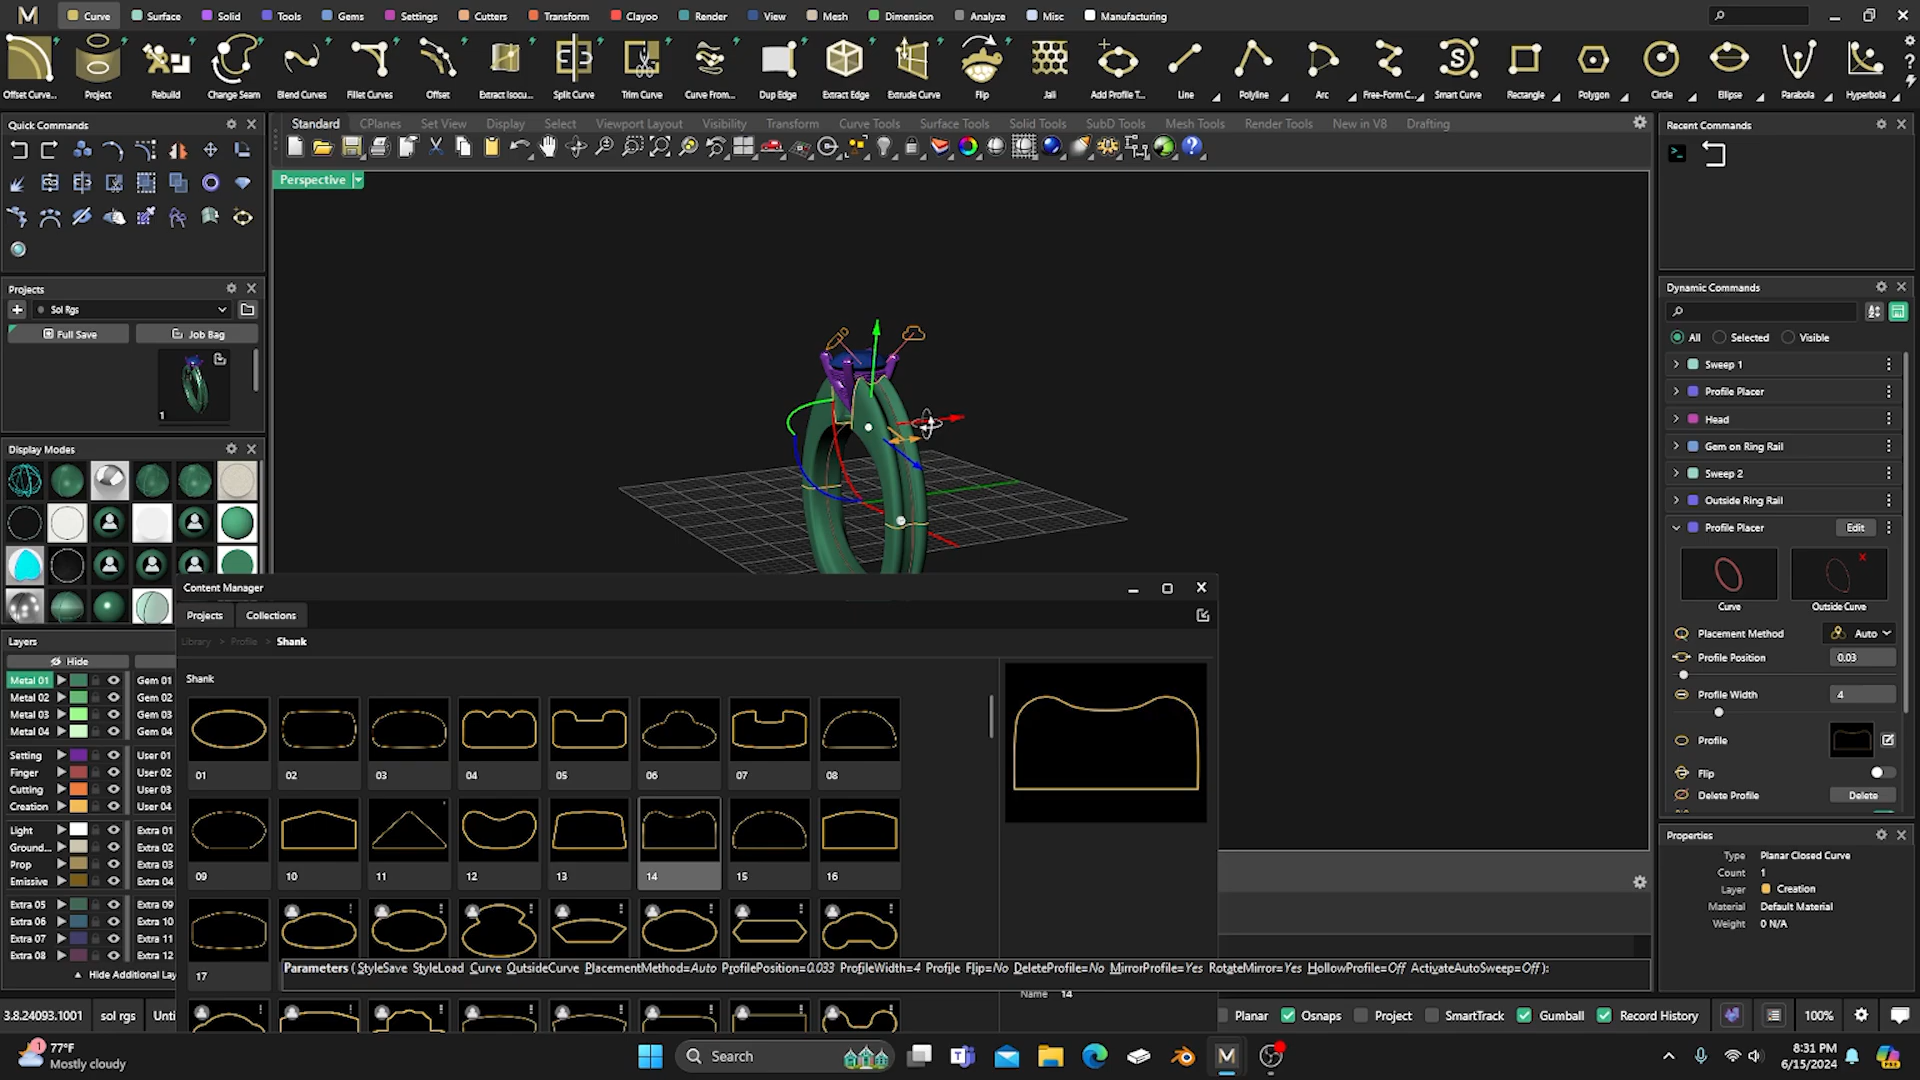 Curve Surface Solid Tools Gems Settings Cutters Transform Clayoo Render View Mesh Dimension Analyze Misc Manufacturing
Offset Curve... Project Rebuild Change Seam Blend Curves Fillet Curves Offset Extract Isocu... Split Curve Trim Curve Curve From... Dup Edge Extract Edge Extrude Curve Flip Jali Add Profile T... Line Polyline Arc Free-Form C... Smart Curve Rectangle Polygon Circle Ellipse Parabola Hyperbola
Quick Commands
Standard CPlanes Set View Display Select Viewport Layout Visibility Transform Curve Tools Surface Tools Solid Tools SubD Tools Mesh Tools Render Tools New in V8 Drafting
Recent Commands
Perspective
Projects
Sol Rgs
Full Save Job Bag
1
Dynamic Commands
All Selected Visible
Sweep 1
Profile Placer
Head
Gem on Ring Rail
Sweep 2
Outside Ring Rail
Profile Placer Edit
Curve Outside Curve
Placement Method Auto
Profile Position 0.03
Profile Width 4
Profile
Flip
Delete Profile Delete
Display Modes
Layers
Hide
Metal 01 Gem 01
Metal 02 Gem 02
Metal 03 Gem 03
Metal 04 Gem 04
Setting User 01
Finger User 02
Cutting User 03
Creation User 04
Light Extra 01
Ground... Extra 02
Prop Extra 03
Emissive Extra 04
Extra 05 Extra 09
Extra 06 Extra 10
Extra 07 Extra 11
Extra 08 Extra 12
Hide Additional Lay
Content Manager
Projects Collections
Library > Profile > Shank
Shank
01 02 03 04 05 06 07 08
09 10 11 12 13 14 15 16
17
Parameters ( StyleSave StyleLoad Curve OutsideCurve PlacementMethod=Auto ProfilePosition=0.033 ProfileWidth=4 Profile Flip=No DeleteProfile=No MirrorProfile=Yes RotateMirror=Yes HollowProfile=Off ActivateAutoSweep=Off ):
Name 14
Properties
Type Planar Closed Curve
Count 1
Layer Creation
Material Default Material
Weight 0 N/A
3.8.24093.1001 sol rgs Unti
Planar Osnaps Project SmartTrack Gumball Record History 100%
1
77°F
Mostly cloudy
Search
8:31 PM
6/15/2024